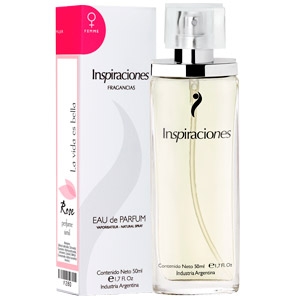 FEMME
La vida es bella
Rose
Inspiraciones
FRAGANCIAS
EAU de PARFUM
VAPORISATEUR - NATURAL SPRAY
Contenido Neto 50ml
e 1.7 Fl. Oz
Industria Argentina
Inspiraciones
Contenido Neto 50ml
e 1.7 Fl. Oz
Industria Argentina